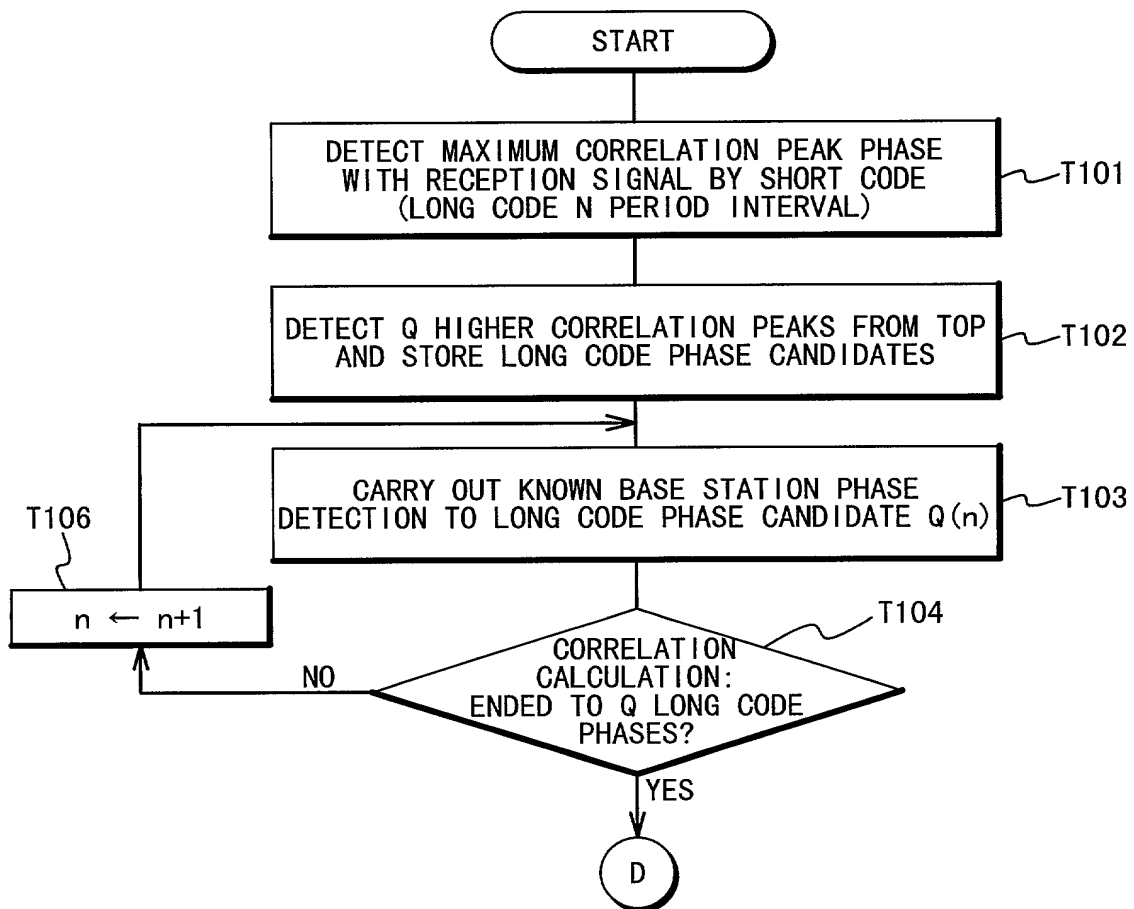 START
DETECT MAXIMUM CORRELATION PEAK PHASE
WITH RECEPTION SIGNAL BY SHORT CODE
(LONG CODE N PERIOD INTERVAL)
T101
DETECT Q HIGHER CORRELATION PEAKS FROM TOP
AND STORE LONG CODE PHASE CANDIDATES
T102
CARRY OUT KNOWN BASE STATION PHASE
DETECTION TO LONG CODE PHASE CANDIDATE Q(n)
T103
T106
n ← n+1
T104
CORRELATION
CALCULATION:
ENDED TO Q LONG CODE
PHASES?
NO
YES
D